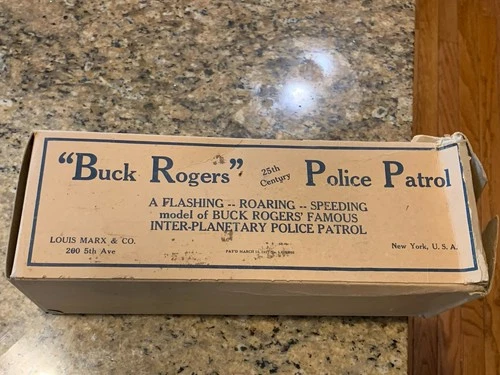 "Buck Rogers" 25th Century Police Patrol
A FLASHING -- ROARING -- SPEEDING
model of BUCK ROGERS' FAMOUS
INTER-PLANETARY POLICE PATROL
LOUIS MARX & CO.
200 5th Ave
New York, U. S. A.